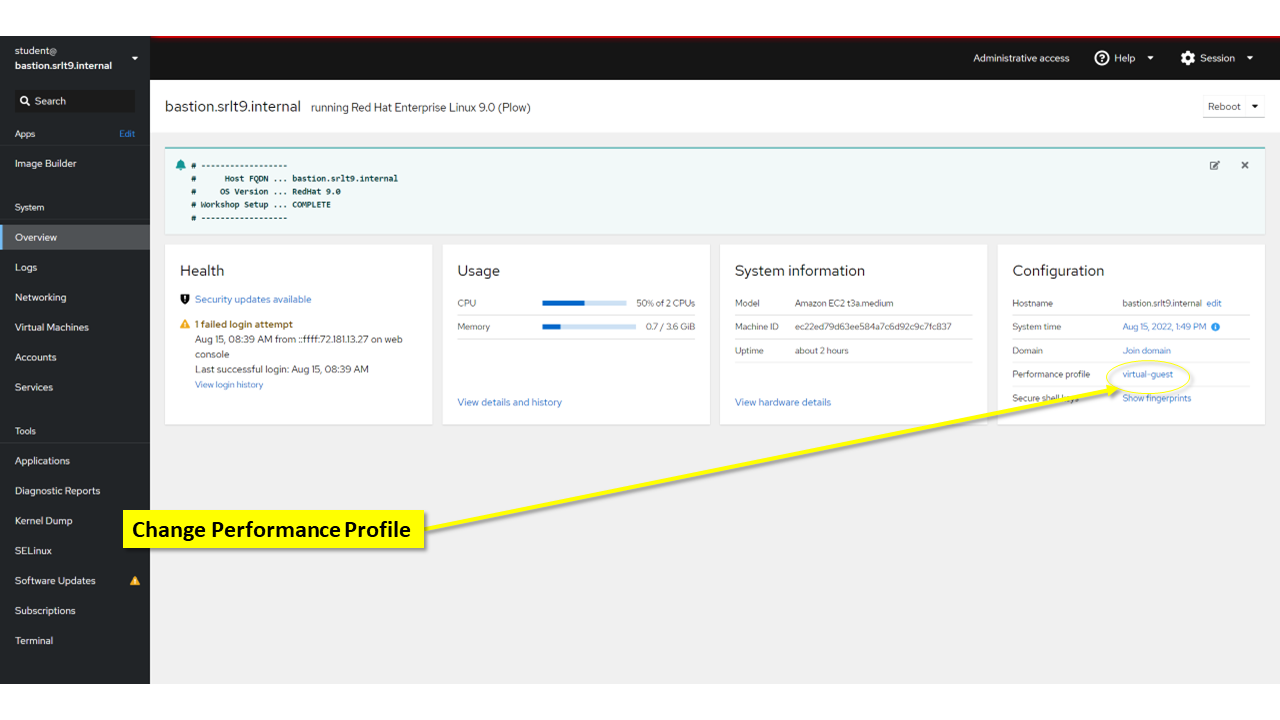 student@
bastion.srlt9.internal
Administrative access
Help
Session
Search
bastion.srlt9.internal running Red Hat Enterprise Linux 9.0 (Plow)
Reboot
Apps Edit
Image Builder
System
Overview
Logs
Networking
Virtual Machines
Accounts
Services
Tools
Applications
Diagnostic Reports
Kernel Dump
SELinux
Software Updates
Subscriptions
Terminal
# ------------------
# Host FQDN ... bastion.srlt9.internal
# OS Version ... RedHat 9.0
# Workshop Setup ... COMPLETE
# ------------------
Health
Security updates available
1 failed login attempt
Aug 15, 08:39 AM from ::ffff:72.181.13.27 on web
console
Last successful login: Aug 15, 08:39 AM
View login history
Usage
CPU 50% of 2 CPUs
Memory 0.7 / 3.6 GiB
View details and history
System information
Model Amazon EC2 t3a.medium
Machine ID ec22ed79d63ee584a7c6d92c9c7fc837
Uptime about 2 hours
View hardware details
Configuration
Hostname bastion.srlt9.internal edit
System time Aug 15, 2022, 1:49 PM
Domain Join domain
Performance profile virtual-guest
Secure shell keys Show fingerprints
Change Performance Profile